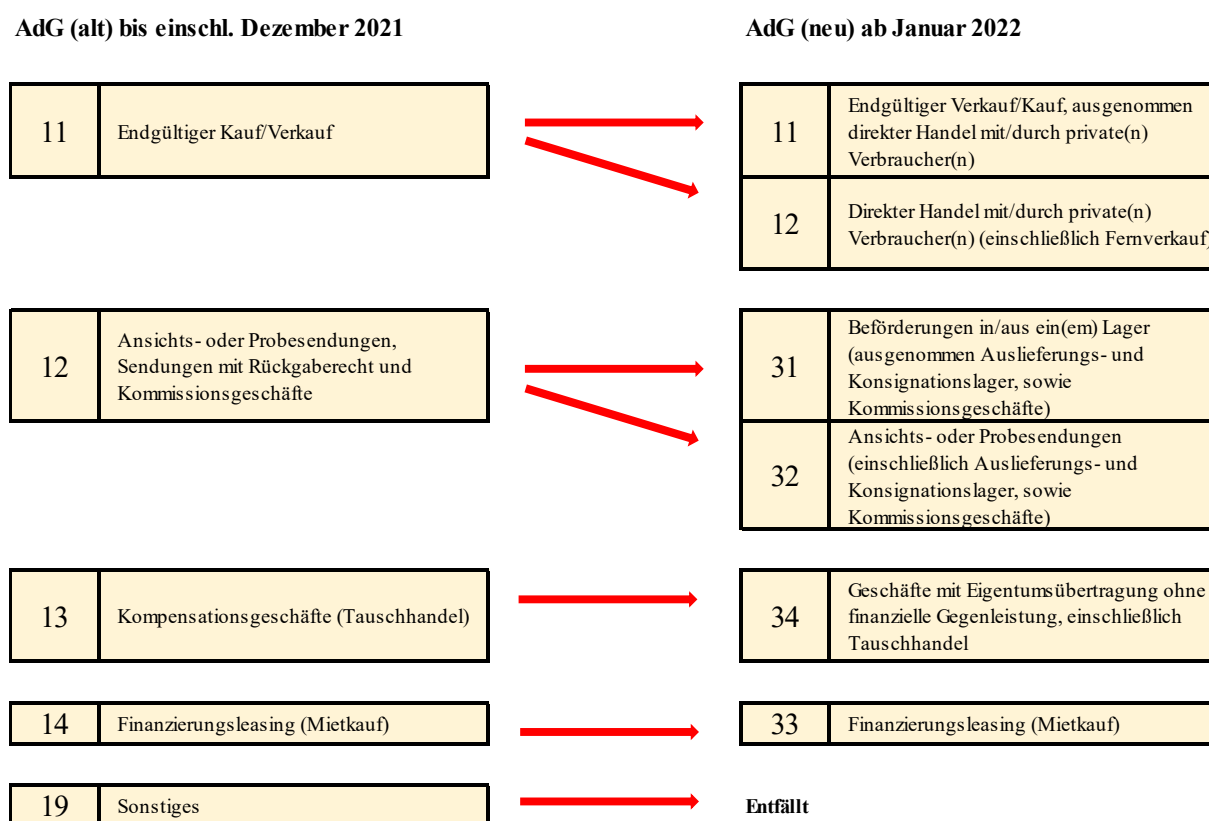 AdG (alt) bis einschl. Dezember 2021
AdG (neu) ab Januar 2022
11
Endgültiger Kauf/Verkauf
11
Endgültiger Verkauf/Kauf, ausgenommen
direkter Handel mit/durch private(n)
Verbraucher(n)
12
Direkter Handel mit/durch private(n)
Verbraucher(n) (einschließlich Fernverkauf)
12
Ansichts- oder Probesendungen,
Sendungen mit Rückgaberecht und
Kommissionsgeschäfte
31
Beförderungen in/aus ein(em) Lager
(ausgenommen Auslieferungs- und
Konsignationslager, sowie
Kommissionsgeschäfte)
32
Ansichts- oder Probesendungen
(einschließlich Auslieferungs- und
Konsignationslager, sowie
Kommissionsgeschäfte)
13
Kompensationsgeschäfte (Tauschhandel)
34
Geschäfte mit Eigentumsübertragung ohne
finanzielle Gegenleistung, einschließlich
Tauschhandel
14
Finanzierungsleasing (Mietkauf)
33
Finanzierungsleasing (Mietkauf)
19
Sonstiges
Entfällt